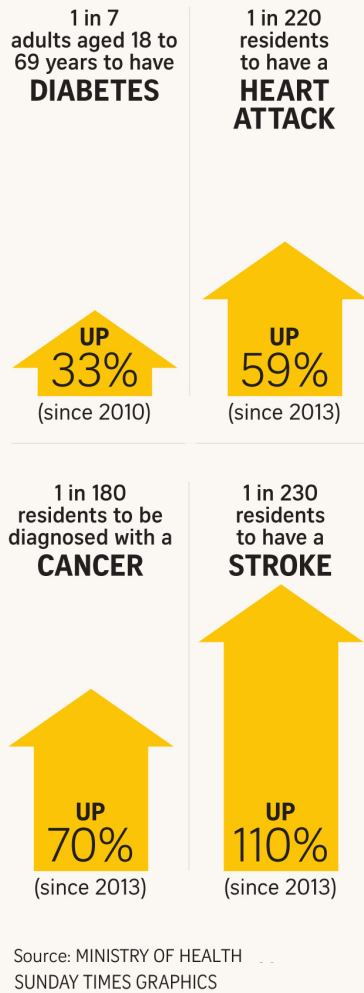 1 in 7
adults aged 18 to
69 years to have
DIABETES
UP
33%
(since 2010)
1 in 220
residents
to have a
HEART
ATTACK
UP
59%
(since 2013)
1 in 180
residents to be
diagnosed with a
CANCER
UP
70%
(since 2013)
1 in 230
residents
to have a
STROKE
UP
110%
(since 2013)
Source: MINISTRY OF HEALTH
SUNDAY TIMES GRAPHICS